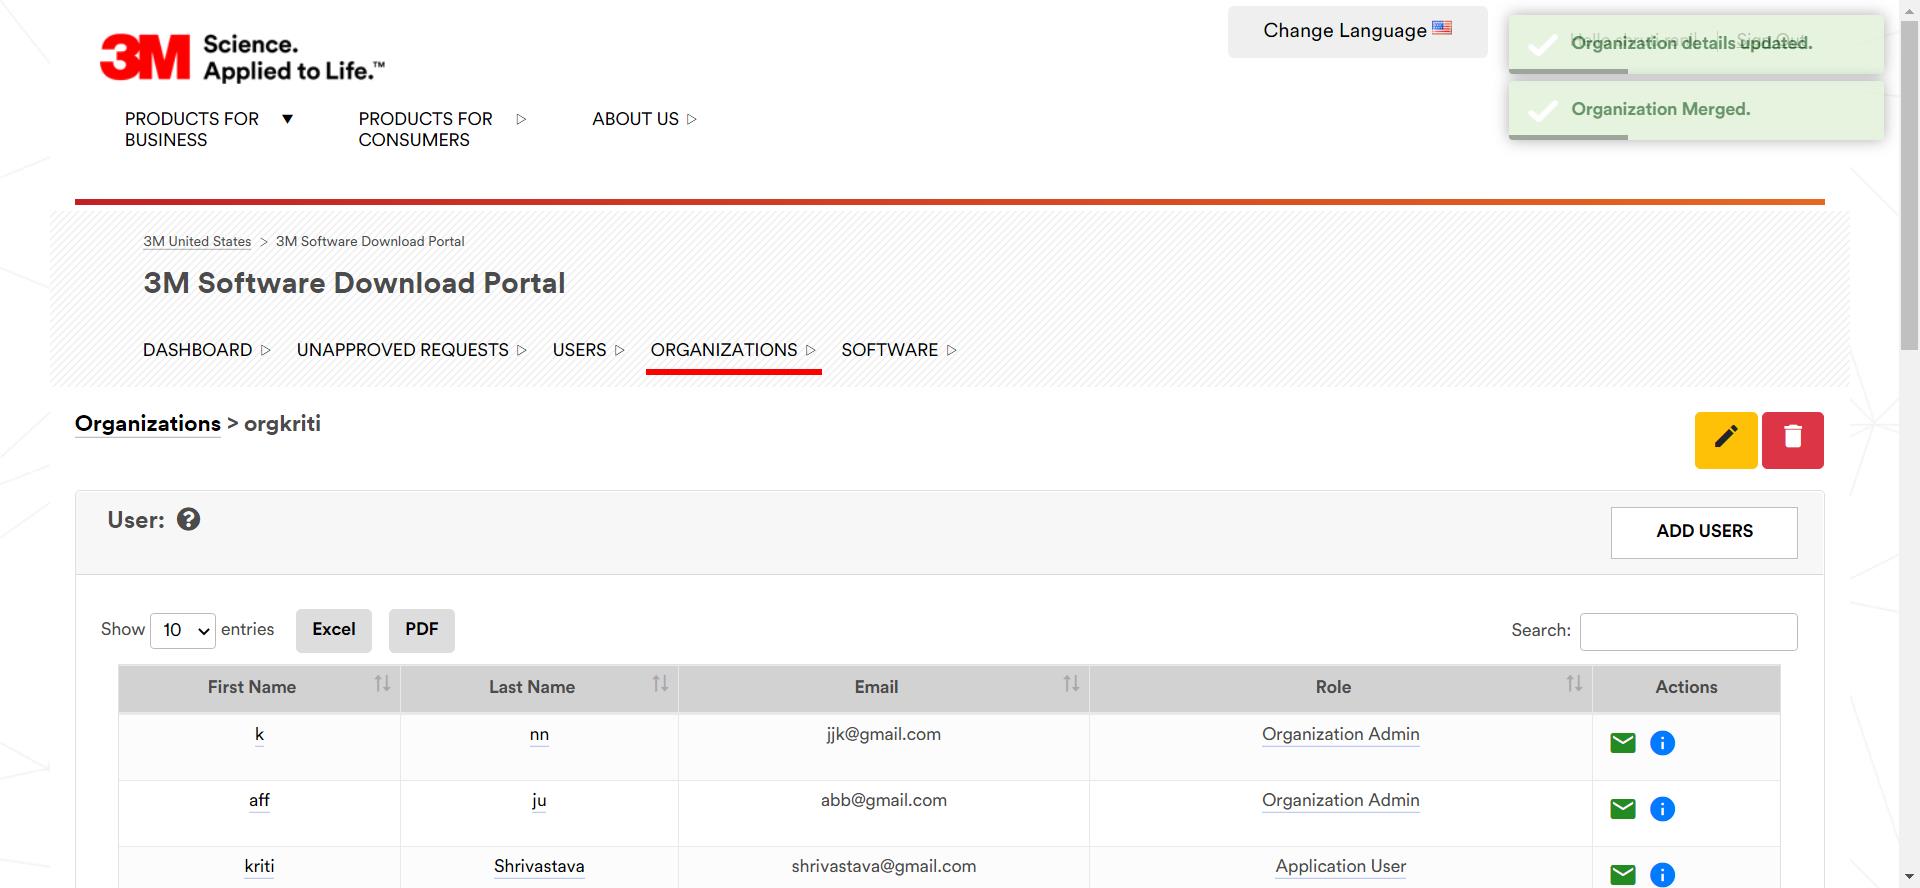 3M Science.
Applied to Life.™
Change Language
Organization details updated.
Organization Merged.
PRODUCTS FOR
BUSINESS
PRODUCTS FOR
CONSUMERS
ABOUT US
3M United States > 3M Software Download Portal
3M Software Download Portal
DASHBOARD UNAPPROVED REQUESTS USERS ORGANIZATIONS SOFTWARE
Organizations > orgkriti
User:
ADD USERS
Show 10 entries Excel PDF Search:
First Name Last Name Email Role Actions
k nn jjk@gmail.com Organization Admin
aff ju abb@gmail.com Organization Admin
kriti Shrivastava shrivastava@gmail.com Application User